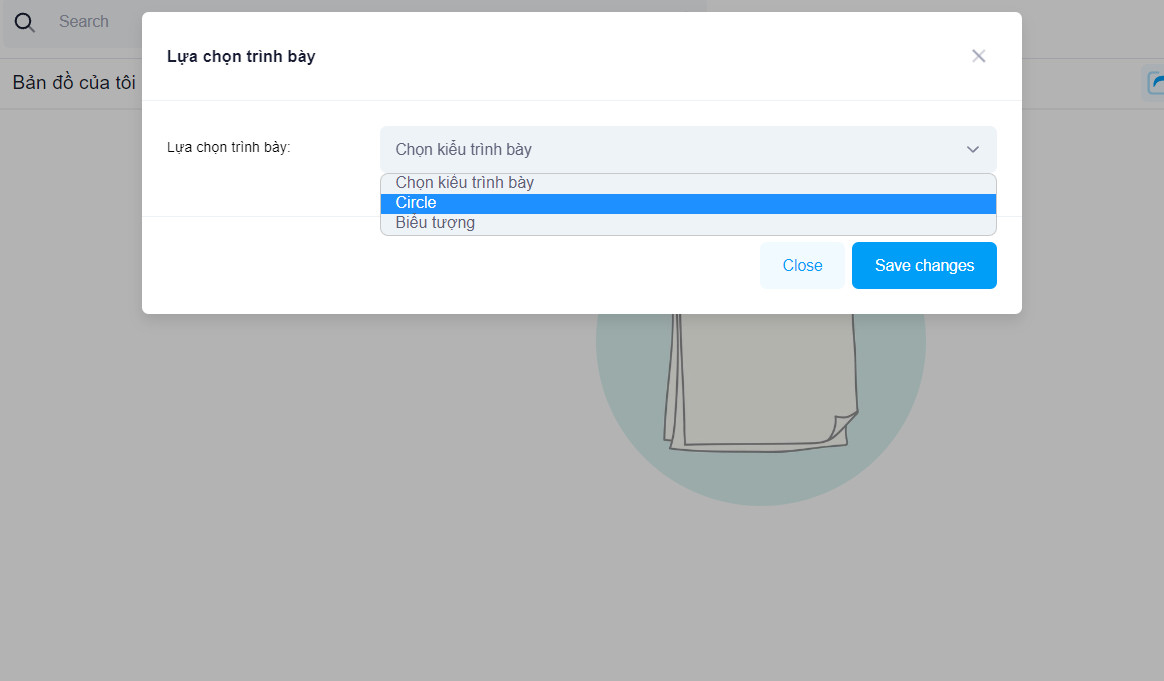 Search
Lựa chọn trình bày
Bản đồ của tôi
Lựa chọn trình bày:
Chọn kiểu trình bày
Chọn kiểu trình bày
Circle
Biểu tượng
Close
Save changes